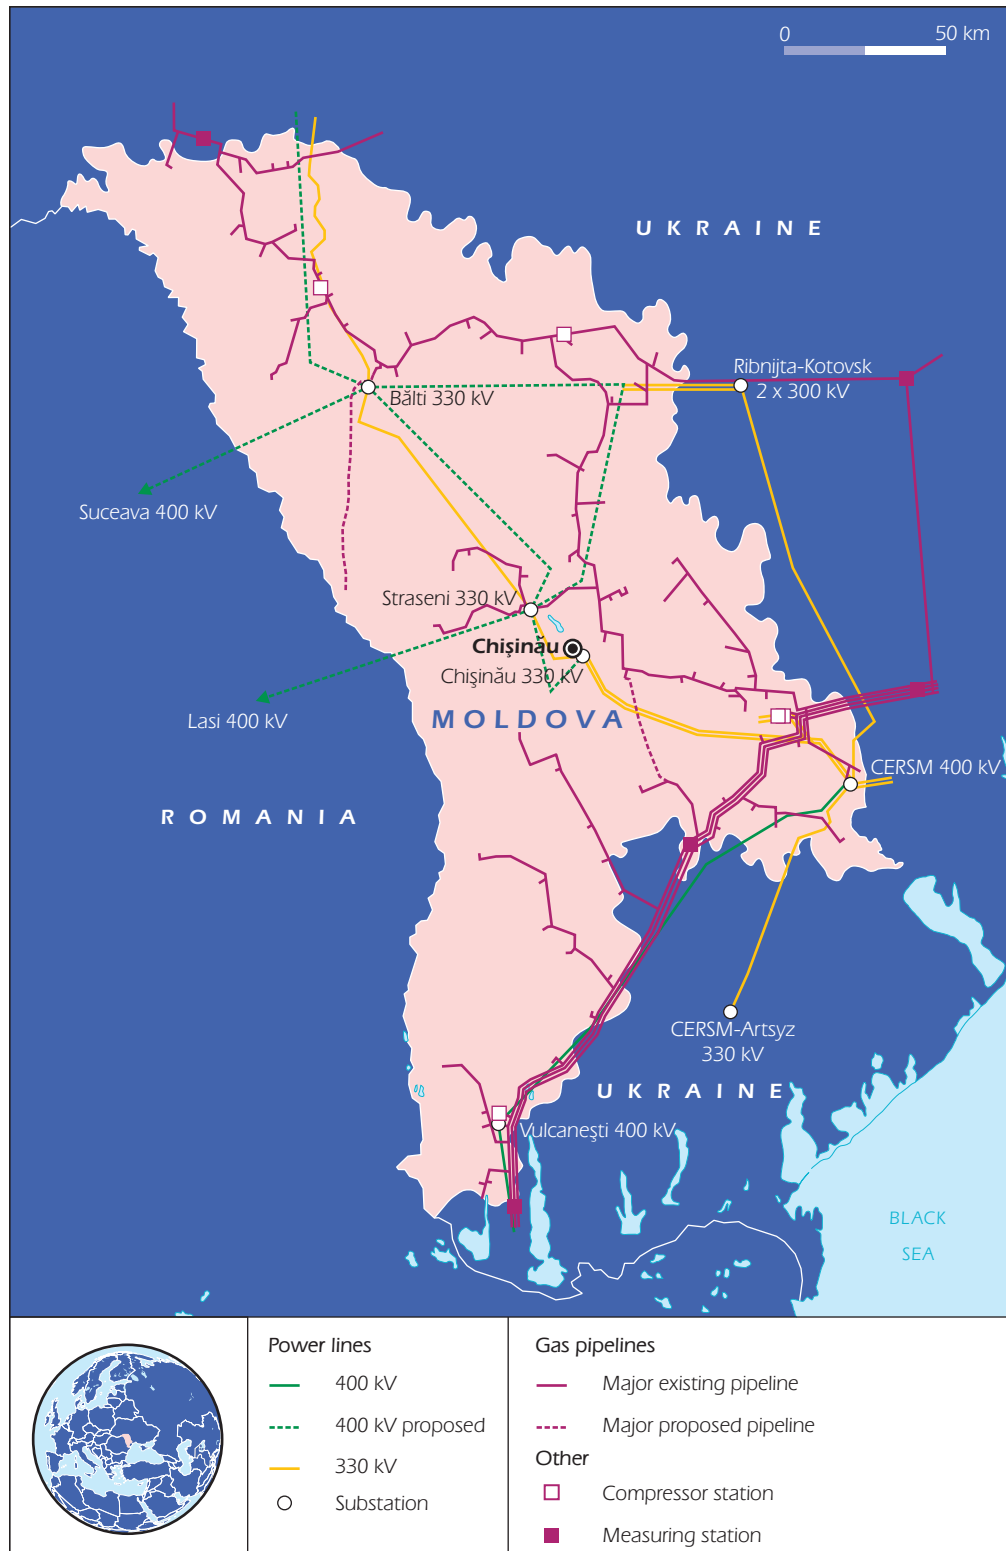 0 50 km
UKRAINE
Ribnijta-Kotovsk
2 x 300 kV
Bălti 330 kV
Suceava 400 kV
Straseni 330 kV
Chişinău
Chişinău 330 kV
Lasi 400 kV
MOLDOVA
CERSM 400 kV
ROMANIA
CERSM-Artsyz
330 kV
UKRAINE
Vulcaneşti 400 kV
BLACK
SEA
Power lines
400 kV
400 kV proposed
330 kV
Substation
Gas pipelines
Major existing pipeline
Major proposed pipeline
Other
Compressor station
Measuring station